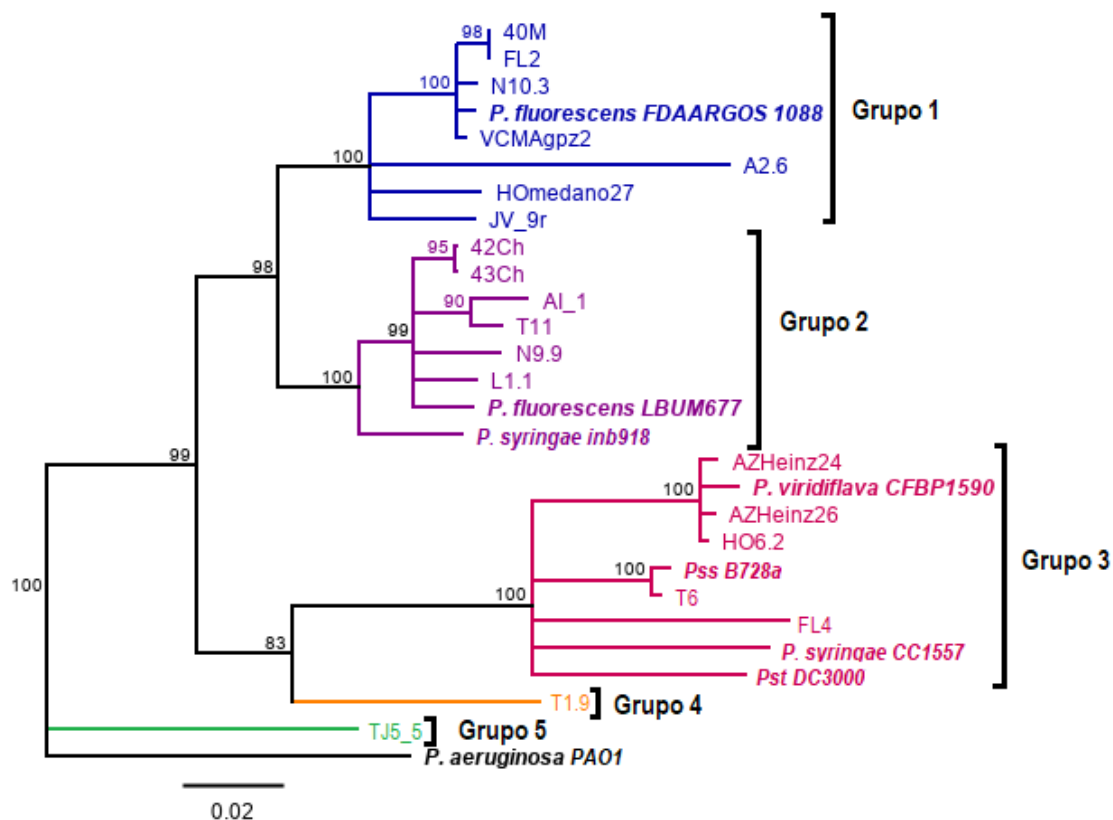 98
40M
FL2
100
N10.3
P. fluorescens FDAARGOS 1088
Grupo 1
VCMAgpz2
100
A2.6
HOmedano27
JV_9r
95
42Ch
43Ch
98
90
AI_1
T11
Grupo 2
99
N9.9
100
L1.1
P. fluorescens LBUM677
P. syringae inb918
99
AZHeinz24
100
P. viridiflava CFBP1590
AZHeinz26
HO6.2
Grupo 3
100
Pss B728a
T6
100
100
FL4
83
P. syringae CC1557
Pst DC3000
T1.9
Grupo 4
TJ5_5
Grupo 5
P. aeruginosa PAO1
0.02